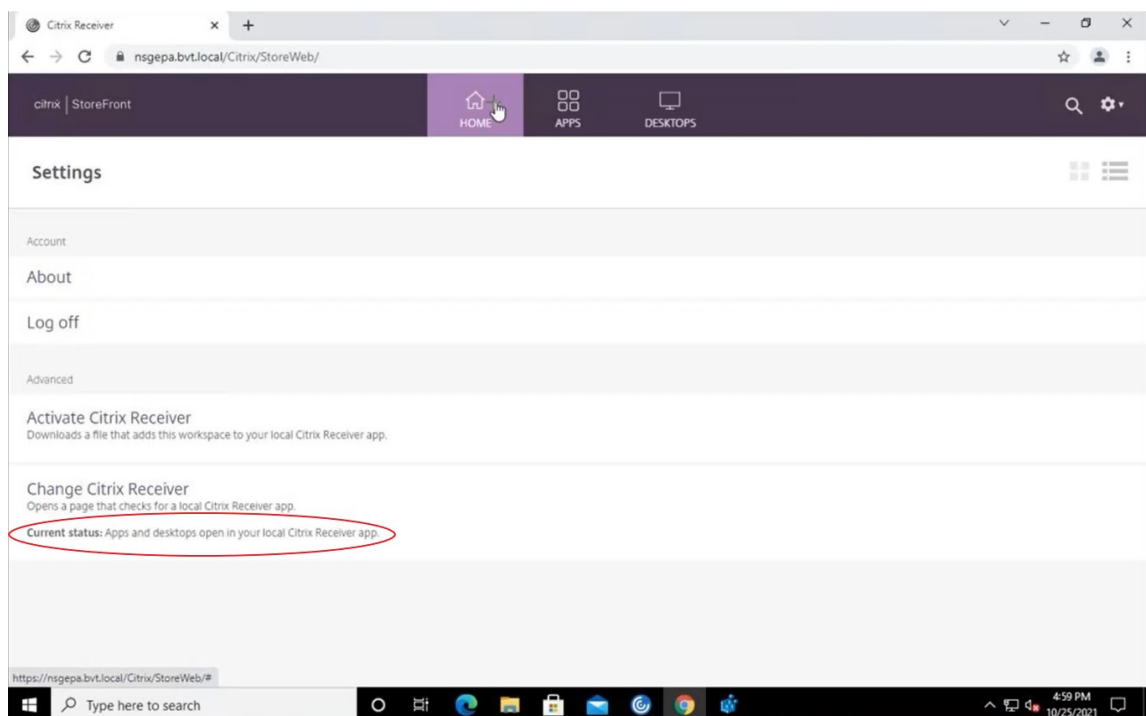 Citrix Receiver
nsgepa.bvt.local/Citrix/StoreWeb/
citrix | StoreFront
HOME
APPS
DESKTOPS
Settings
Account
About
Log off
Advanced
Activate Citrix Receiver
Downloads a file that adds this workspace to your local Citrix Receiver app.
Change Citrix Receiver
Opens a page that checks for a local Citrix Receiver app.
Current status: Apps and desktops open in your local Citrix Receiver app.
https://nsgepa.bvt.local/Citrix/StoreWeb/#
Type here to search
4:59 PM
10/25/2021